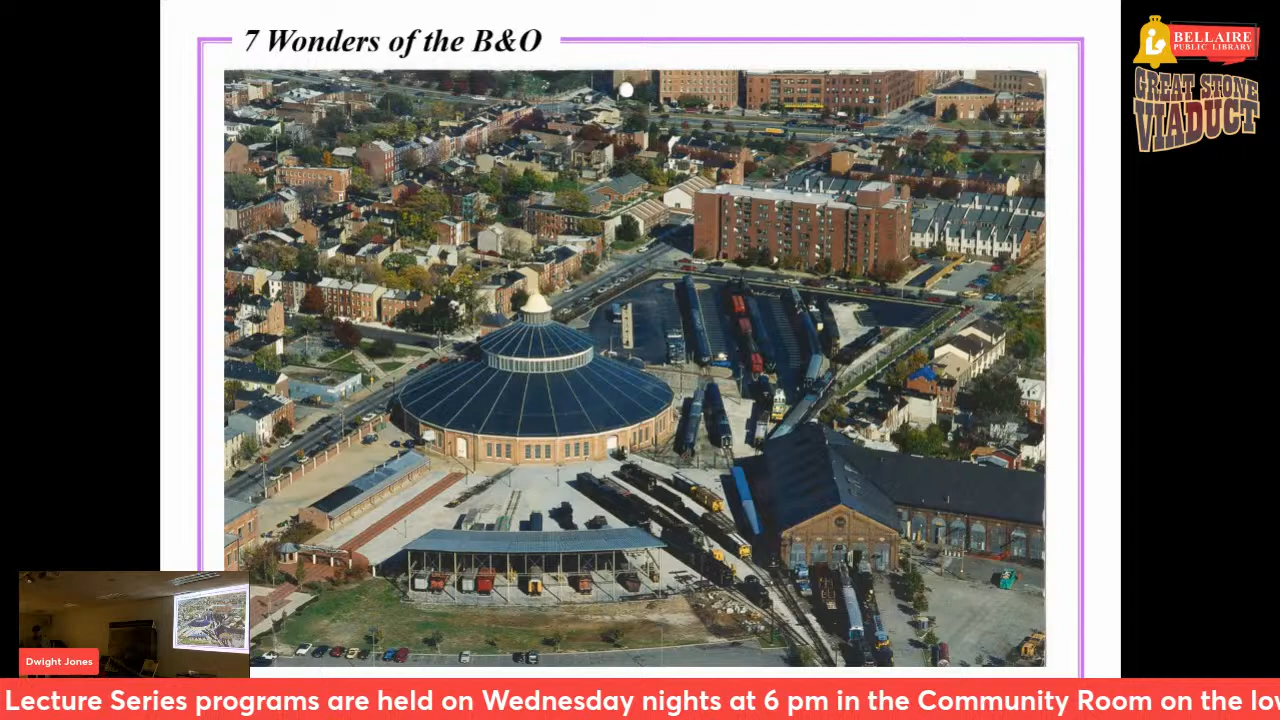 7 Wonders of the B&O
BELLAIRE
PUBLIC LIBRARY
GREAT STONE
VIADUCT
Dwight Jones
Lecture Series programs are held on Wednesday nights at 6 pm in the Community Room on the lov